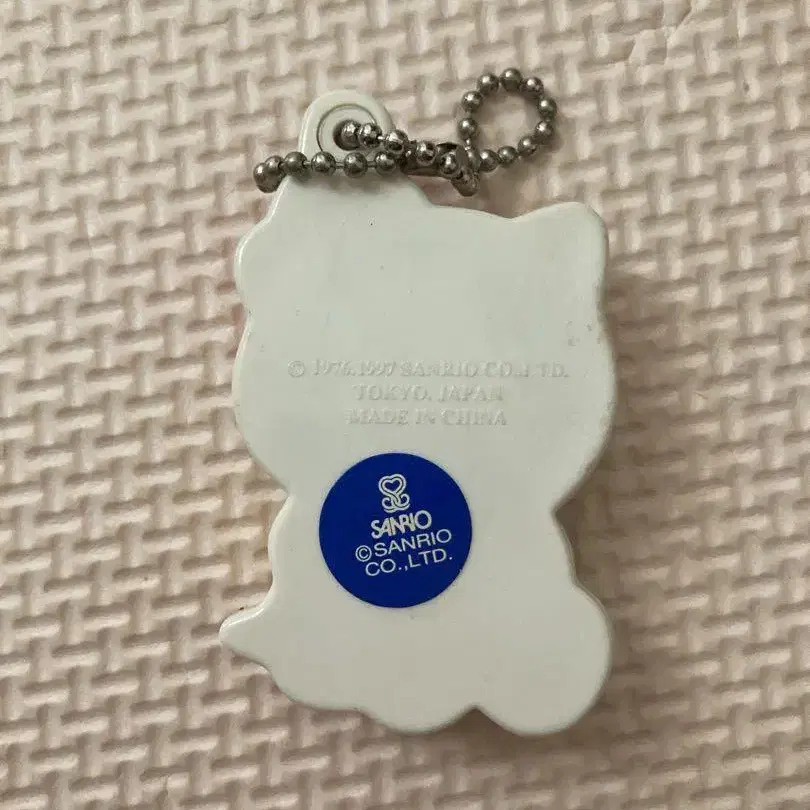 © 1976, 1997 SANRIO CO., LTD.
TOKYO, JAPAN
MADE IN CHINA
SANRIO
©SANRIO
CO.,LTD.